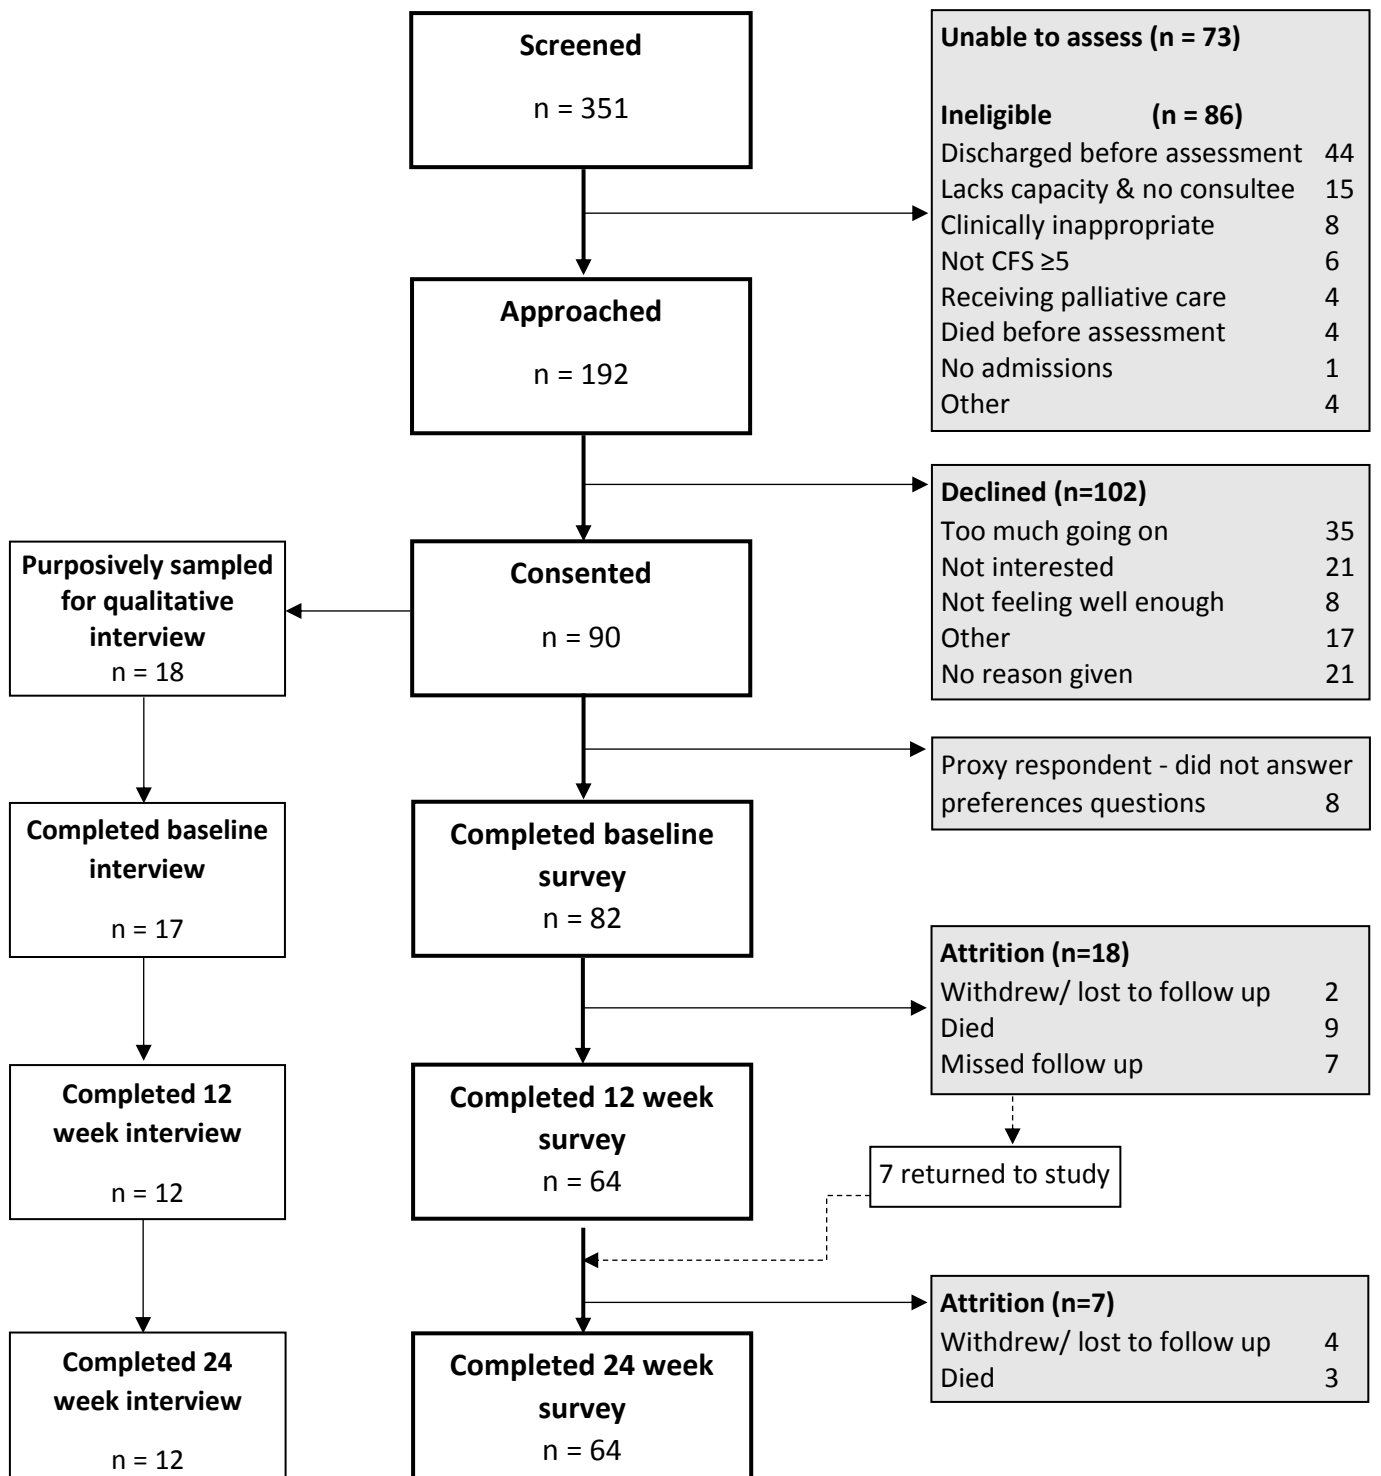 Screened
n = 351
Unable to assess (n = 73)
Ineligible (n = 86)
Discharged before assessment 44
Lacks capacity & no consultee 15
Clinically inappropriate 8
Not CFS ≥5 6
Receiving palliative care 4
Died before assessment 4
No admissions 1
Other 4
Approached
n = 192
Declined (n=102)
Too much going on 35
Not interested 21
Not feeling well enough 8
Other 17
No reason given 21
Purposively sampled
for qualitative
interview
n = 18
Consented
n = 90
Proxy respondent - did not answer
preferences questions 8
Completed baseline
interview
n = 17
Completed baseline
survey
n = 82
Attrition (n=18)
Withdrew/ lost to follow up 2
Died 9
Missed follow up 7
Completed 12
week interview
n = 12
Completed 12 week
survey
n = 64
7 returned to study
Attrition (n=7)
Withdrew/ lost to follow up 4
Died 3
Completed 24
week interview
n = 12
Completed 24 week
survey
n = 64